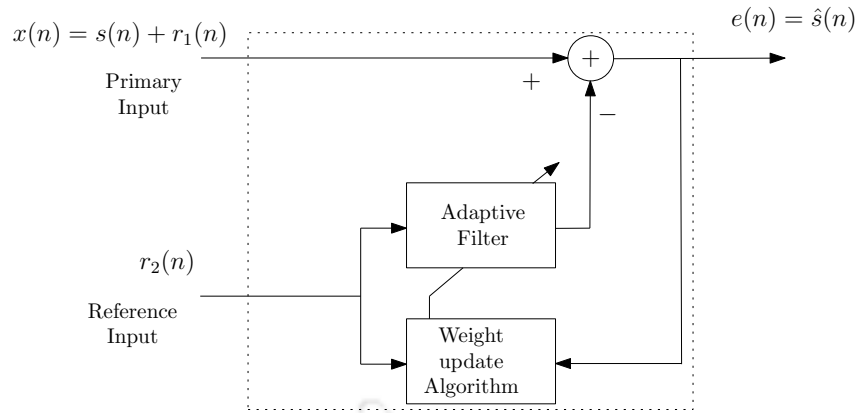 x(n) = s(n) + r₁(n)
e(n) = ŝ(n)
Primary
Input
+
+
−
Adaptive
Filter
r₂(n)
Reference
Input
Weight
update
Algorithm